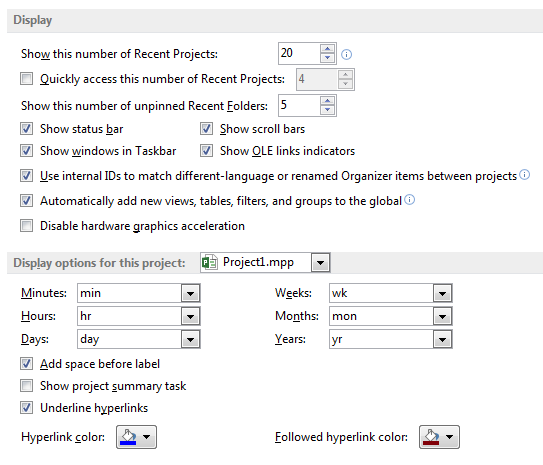 Display
Show this number of Recent Projects: 20
Quickly access this number of Recent Projects: 4
Show this number of unpinned Recent Folders: 5
Show status bar Show scroll bars
Show windows in Taskbar Show OLE links indicators
Use internal IDs to match different-language or renamed Organizer items between projects
Automatically add new views, tables, filters, and groups to the global
Disable hardware graphics acceleration
Display options for this project: Project1.mpp
Minutes: min Weeks: wk
Hours: hr Months: mon
Days: day Years: yr
Add space before label
Show project summary task
Underline hyperlinks
Hyperlink color: Followed hyperlink color: